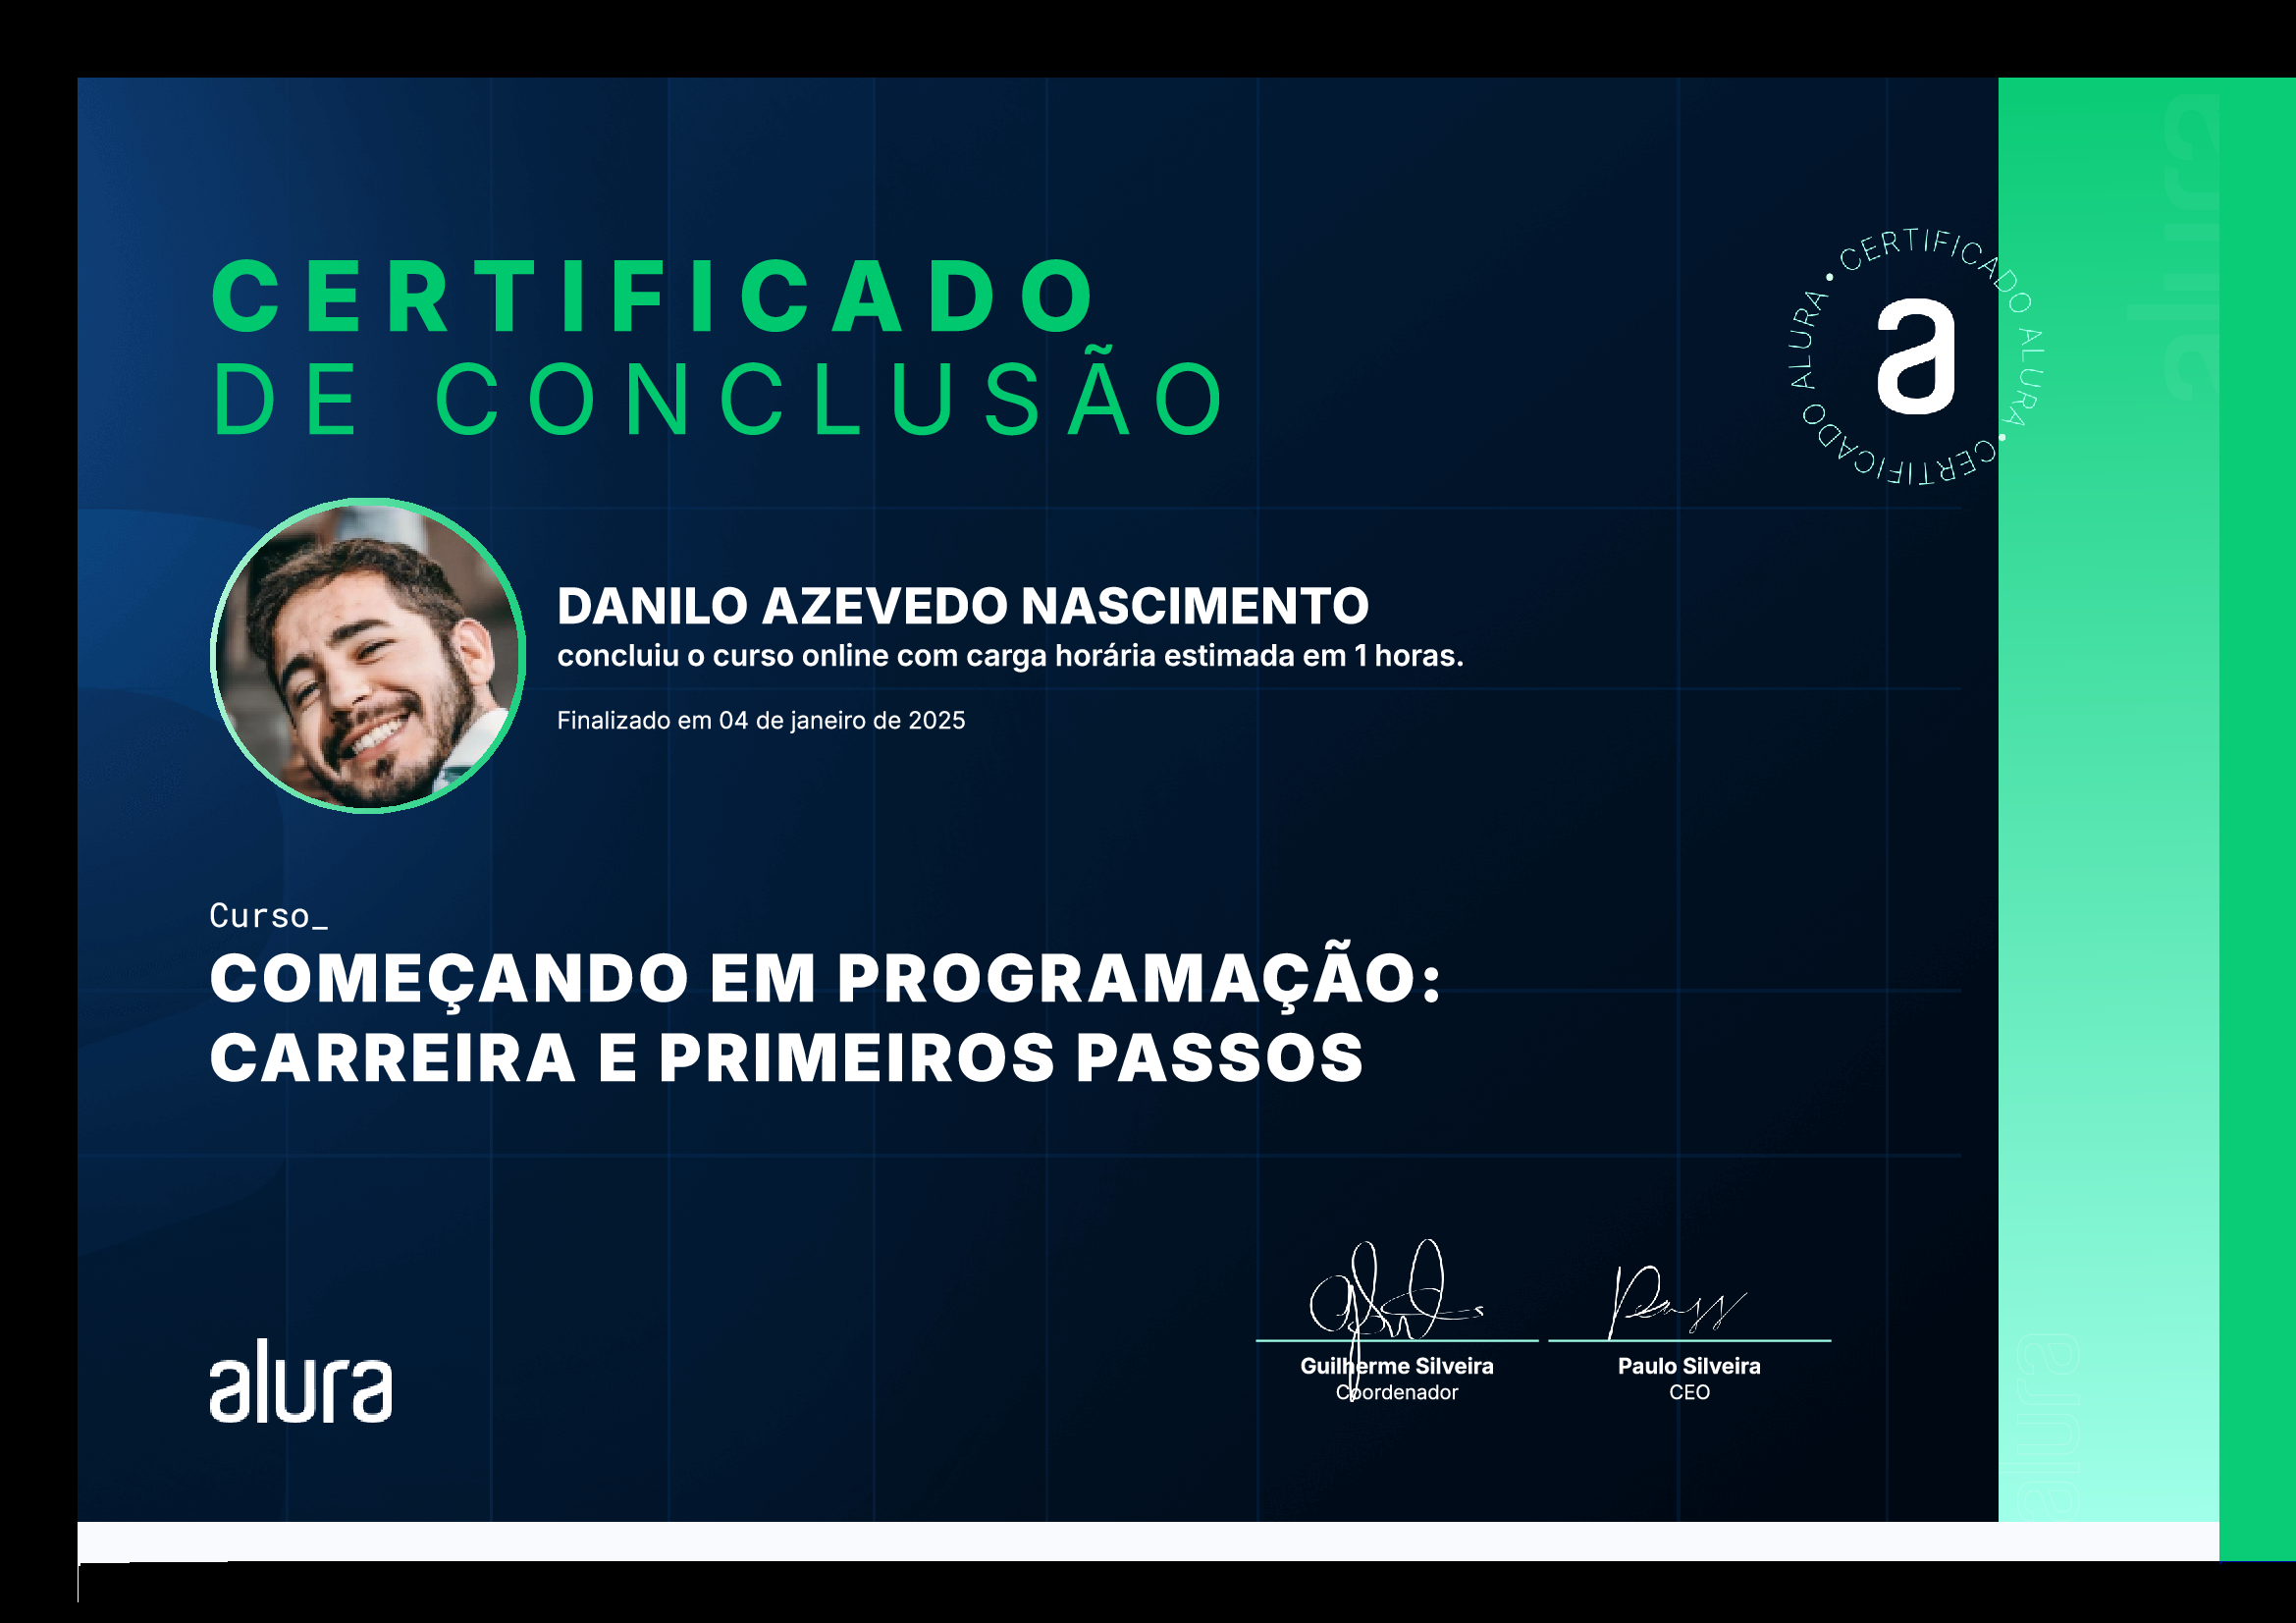 CERTIFICADO
DE CONCLUSÃO
CERTIFICADO ALURA • CERTIFICADO ALURA •
a
alura
DANILO AZEVEDO NASCIMENTO
concluiu o curso online com carga horária estimada em 1 horas.
Finalizado em 04 de janeiro de 2025
Curso_
COMEÇANDO EM PROGRAMAÇÃO:
CARREIRA E PRIMEIROS PASSOS
Guilherme Silveira
Coordenador
Paulo Silveira
CEO
alura
alura